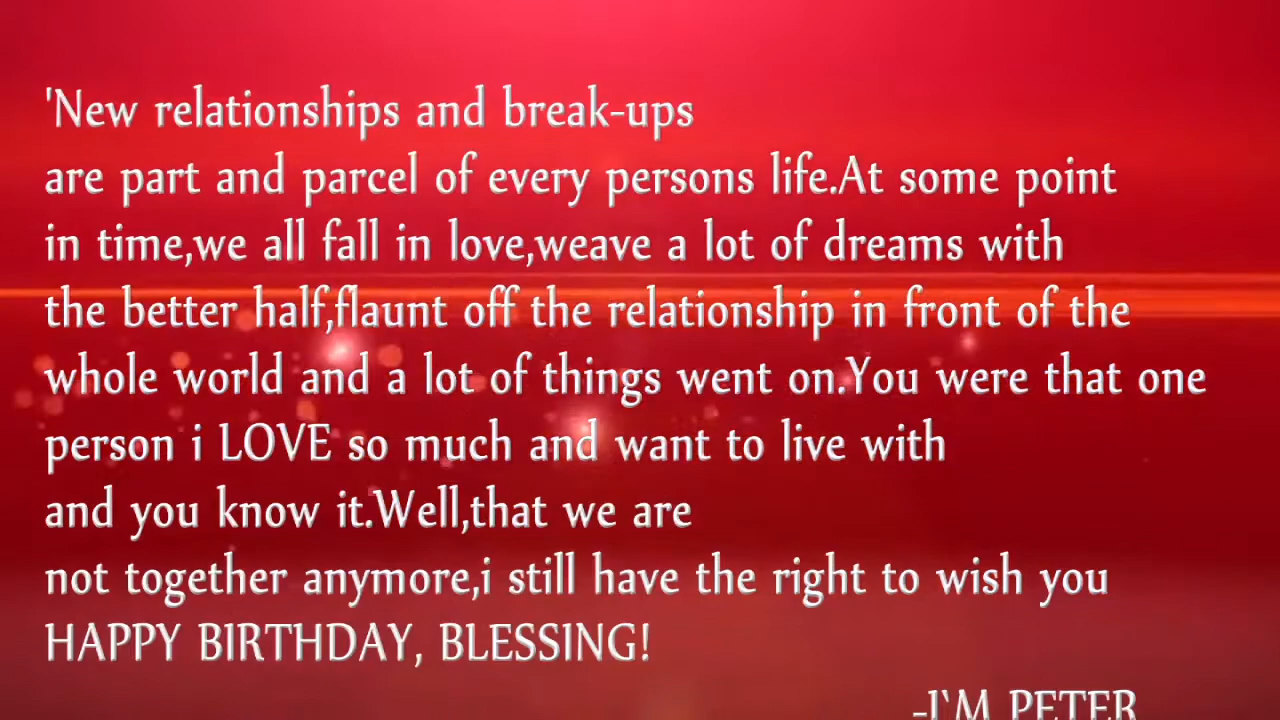 'New relationships and break-ups
are part and parcel of every persons life.At some point
in time,we all fall in love,weave a lot of dreams with
the better half,flaunt off the relationship in front of the
whole world and a lot of things went on.You were that one
person i LOVE so much and want to live with
and you know it.Well,that we are
not together anymore,i still have the right to wish you
HAPPY BIRTHDAY, BLESSING!
-I`M PETER